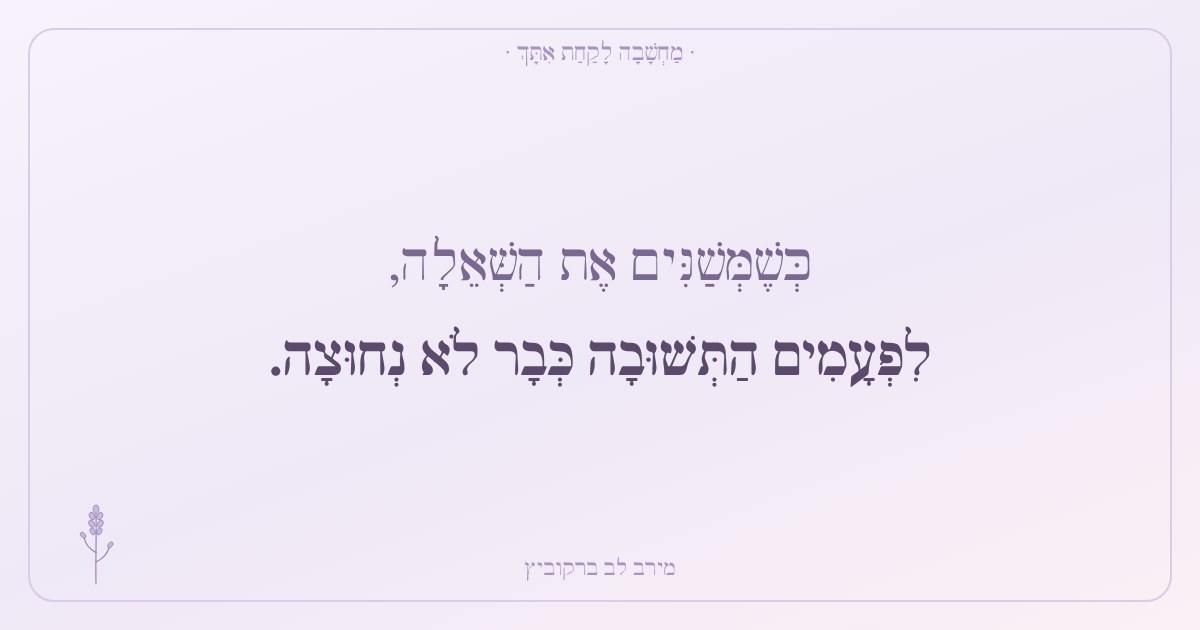 · מַחְשָׁבָה לָקַחַת אִתָּךְ ·
כְּשֶׁמְּשַׁנִּים אֶת הַשְּׁאֵלָה,
לִפְעָמִים הַתְּשׁוּבָה כְּבָר לֹא נְחוּצָה.
מירב לב ברקוביץ